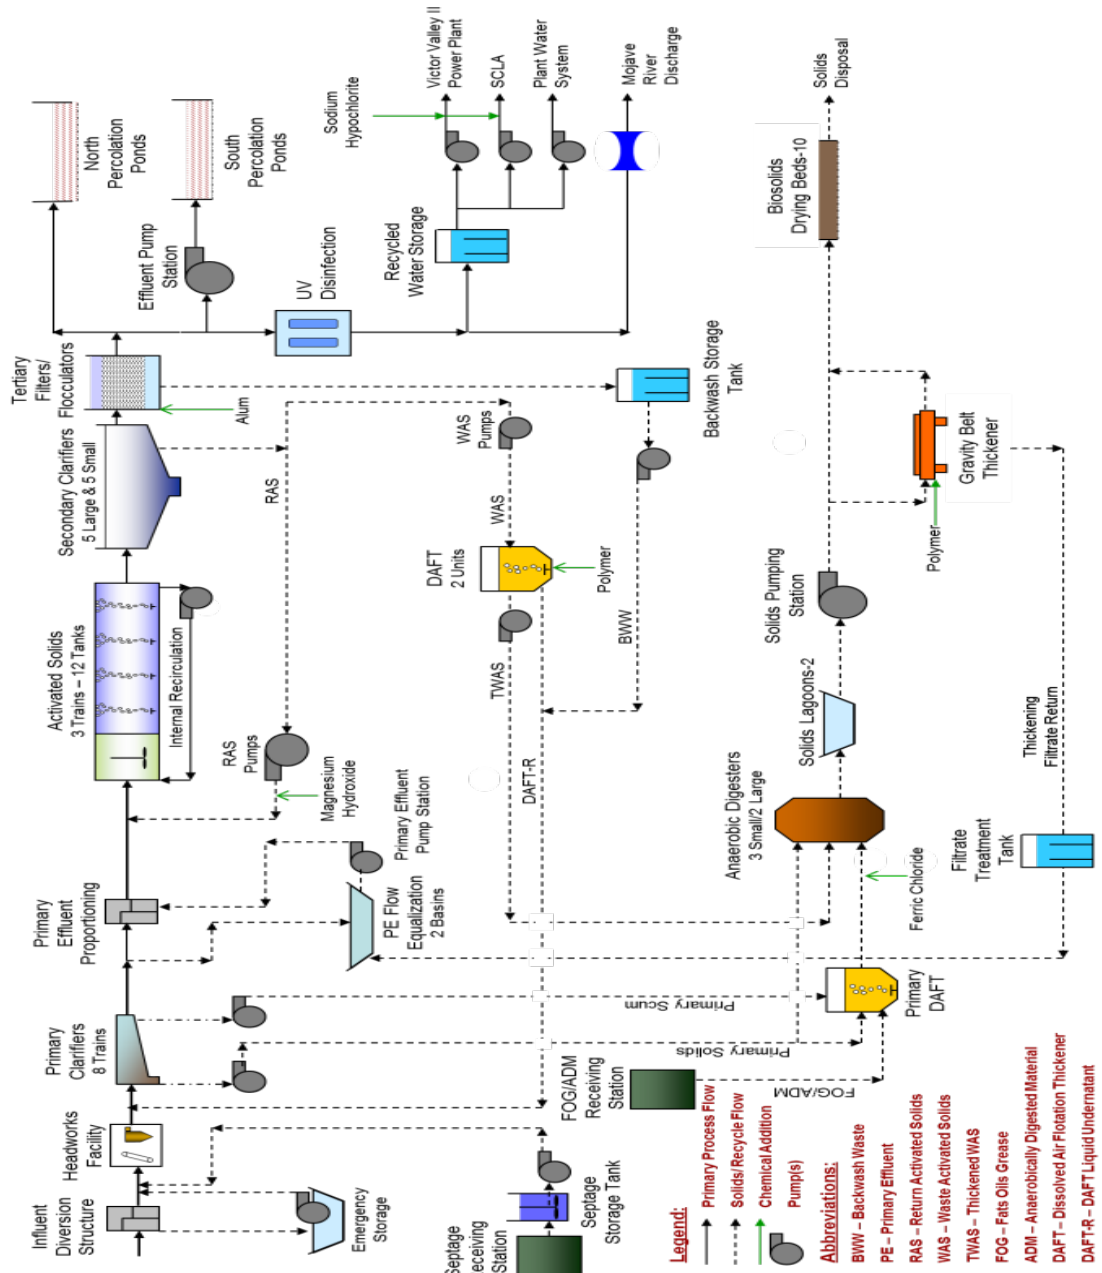 Influent
Diversion
Structure
Headworks
Facility
Emergency
Storage
Septage
Receiving
Station
Septage
Storage Tank
Primary
Clarifiers
8 Trains
Primary
Effluent
Proportioning
PE Flow
Equalization
2 Basins
Primary Effluent
Pump Station
Activated Solids
3 Trains – 12 Tanks
Internal Recirculation
RAS
Pumps
Magnesium
Hydroxide
RAS
Secondary Clarifiers
5 Large & 5 Small
Tertiary
Filters/
Flocculators
Alum
North
Percolation
Ponds
South
Percolation
Ponds
Effluent Pump
Station
UV
Disinfection
Sodium
Hypochlorite
Recycled
Water Storage
Victor Valley II
Power Plant
SCLA
Plant Water
System
Mojave
River
Discharge
WAS
Pumps
WAS
DAFT
2 Units
Polymer
TWAS
DAFT-R
BWW
Backwash Storage
Tank
FOG/ADM
Receiving
Station
FOG/ADM
Primary Scum
Primary Solids
Primary
DAFT
Ferric Chloride
Anaerobic Digesters
3 Small/2 Large
Solids Lagoons-2
Solids Pumping
Station
Polymer
Gravity Belt
Thickener
Thickening
Filtrate Return
Filtrate
Treatment
Tank
Biosolids
Drying Beds-10
Solids
Disposal
Legend:
Primary Process Flow
Solids/Recycle Flow
Chemical Addition
Pump(s)
Abbreviations:
BWW – Backwash Waste
PE – Primary Effluent
RAS – Return Activated Solids
WAS – Waste Activated Solids
TWAS – Thickened WAS
FOG – Fats Oils Grease
ADM – Anaerobically Digested Material
DAFT – Dissolved Air Flotation Thickener
DAFT-R – DAFT Liquid Undernatant